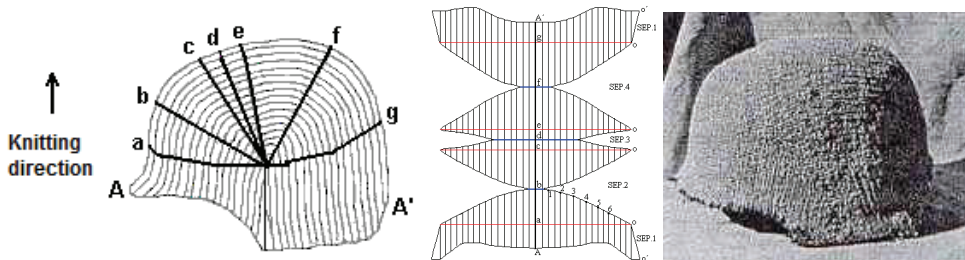 c d e f
b
a g
A A'
Knitting
direction
A' o'
SEP.1
g
o
f
SEP.4
e o
d SEP.3
c o
SEP.2
b
1 2 3 4 5 6
a o
SEP.1
A o'